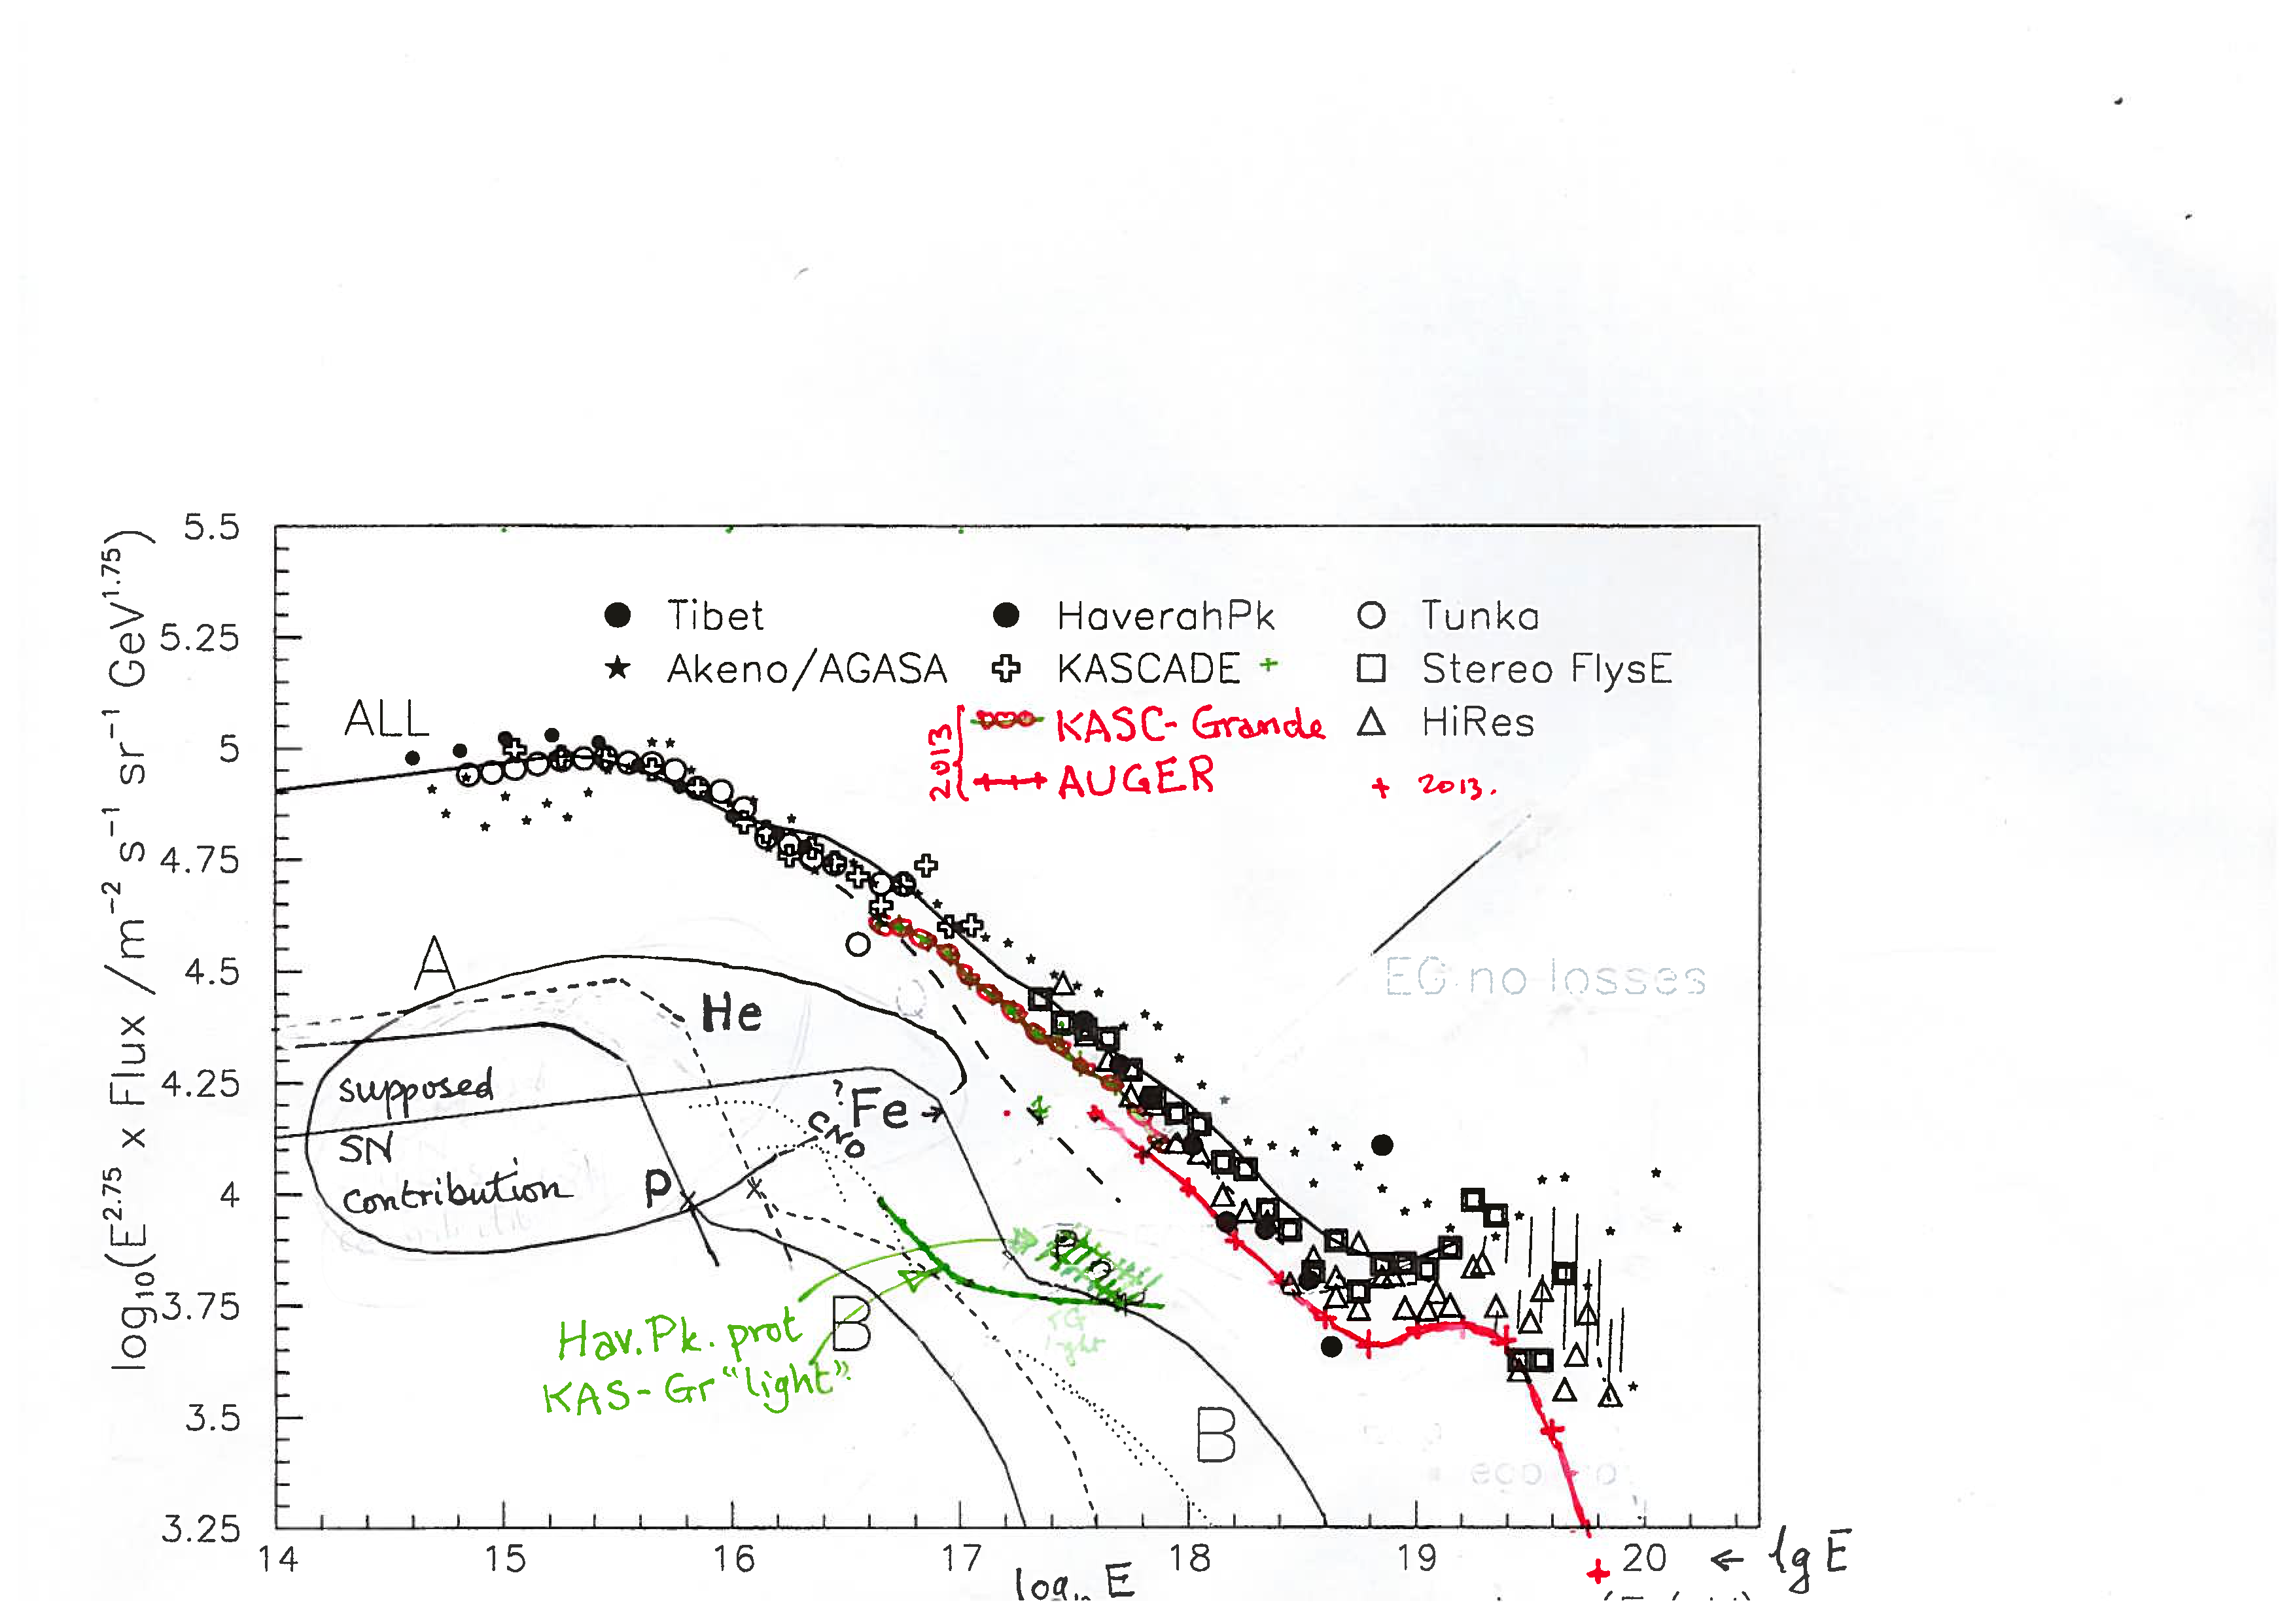 5.5
5.25
5
4.75
4.5
4.25
4
3.75
3.5
3.25
log₁₀(E²·⁷⁵ x Flux /m⁻² s⁻¹ sr⁻¹ GeV¹·⁷⁵)
Tibet
HaverahPk
Tunka
Akeno/AGASA
KASCADE
Stereo FlysE
2013
KASC-Grande
HiRes
AUGER
2013.
ALL
A
He
EG no losses
supposed
SN
contribution
?
Fe
CNO
P
B
Hav.Pk. prot
KAS-Gr "light"
B
14
15
16
17
18
19
20
← lg E
log₁₀ E